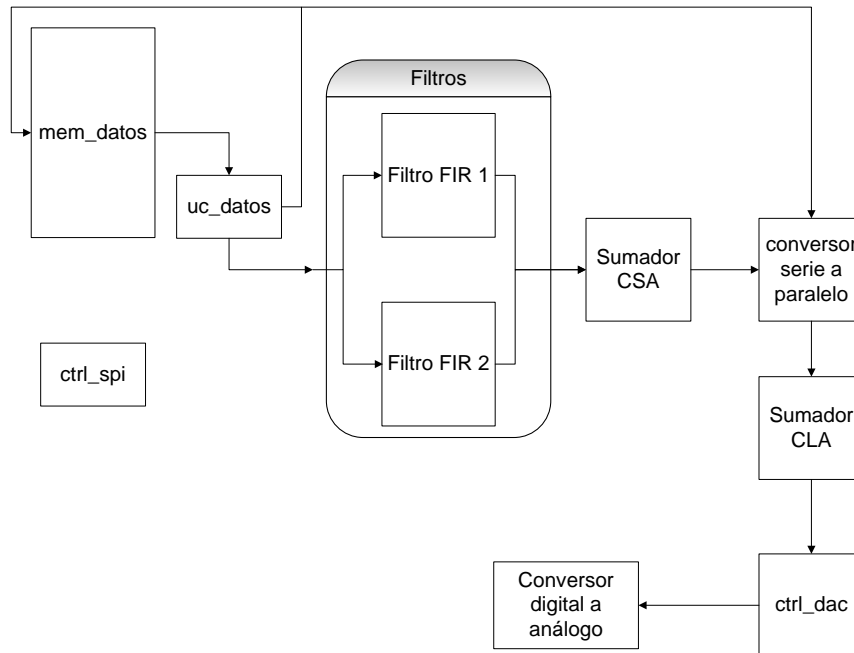 Filtros
mem_datos
Filtro FIR 1
uc_datos
Sumador
CSA
conversor
serie a
paralelo
Filtro FIR 2
ctrl_spi
Sumador
CLA
Conversor
digital a
análogo
ctrl_dac